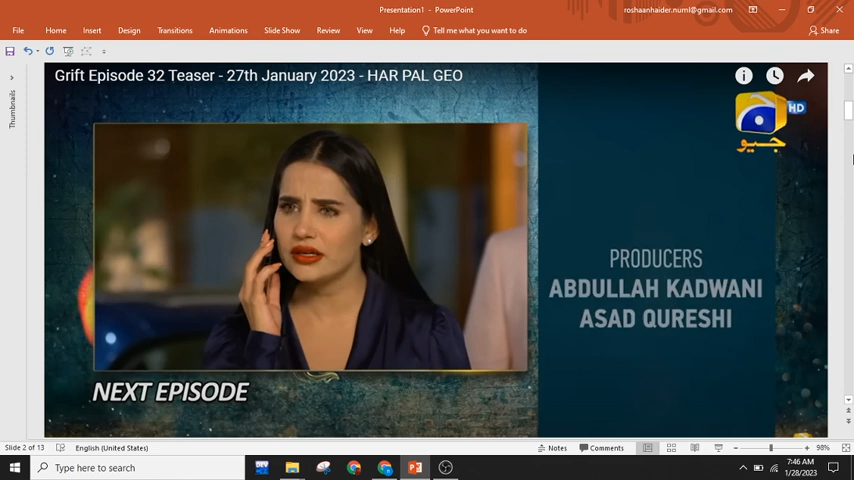 Presentation1 - PowerPoint
roshaanhaider.numl@gmail.com
File Home Insert Design Transitions Animations Slide Show Review View Help Tell me what you want to do Share
Thumbnails
Grift Episode 32 Teaser - 27th January 2023 - HAR PAL GEO
HD
جیو
PRODUCERS
ABDULLAH KADWANI
ASAD QURESHI
NEXT EPISODE
Slide 2 of 13 English (United States) Notes Comments 98%
Type here to search
DEV
7:46 AM
1/28/2023